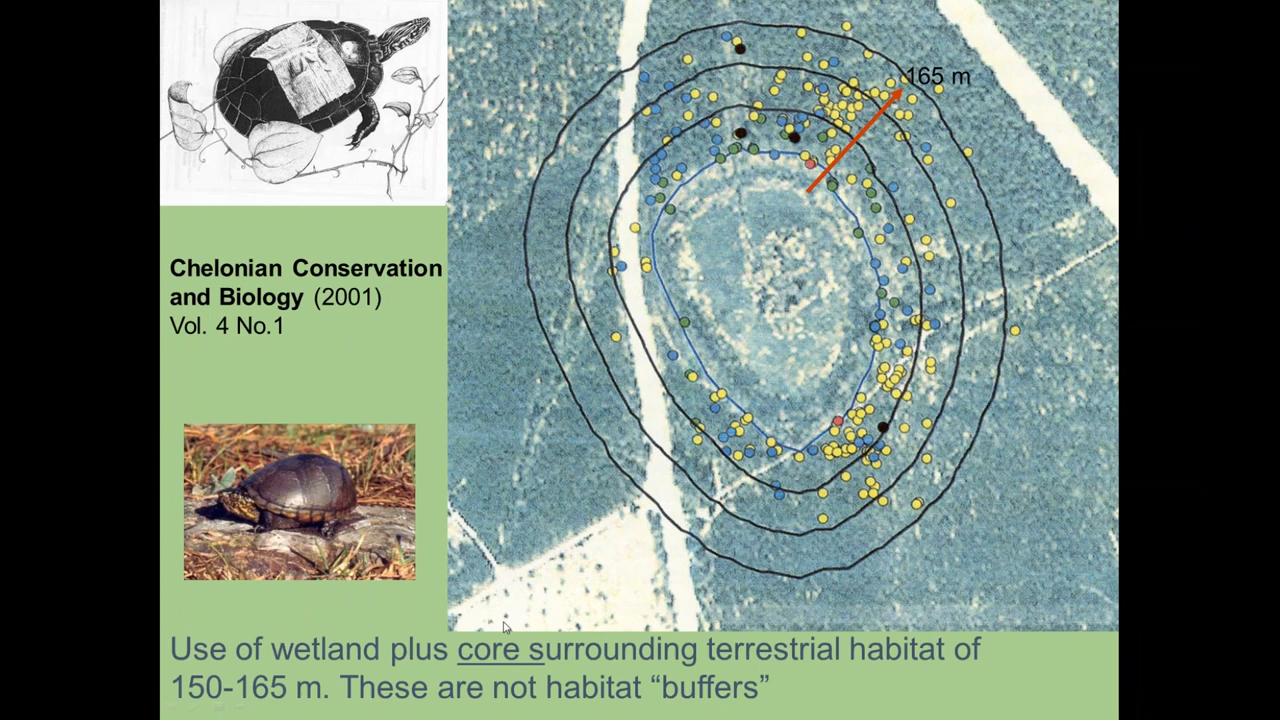 165 m
Chelonian Conservation
and Biology (2001)
Vol. 4 No.1
Use of wetland plus core surrounding terrestrial habitat of
150-165 m. These are not habitat “buffers”